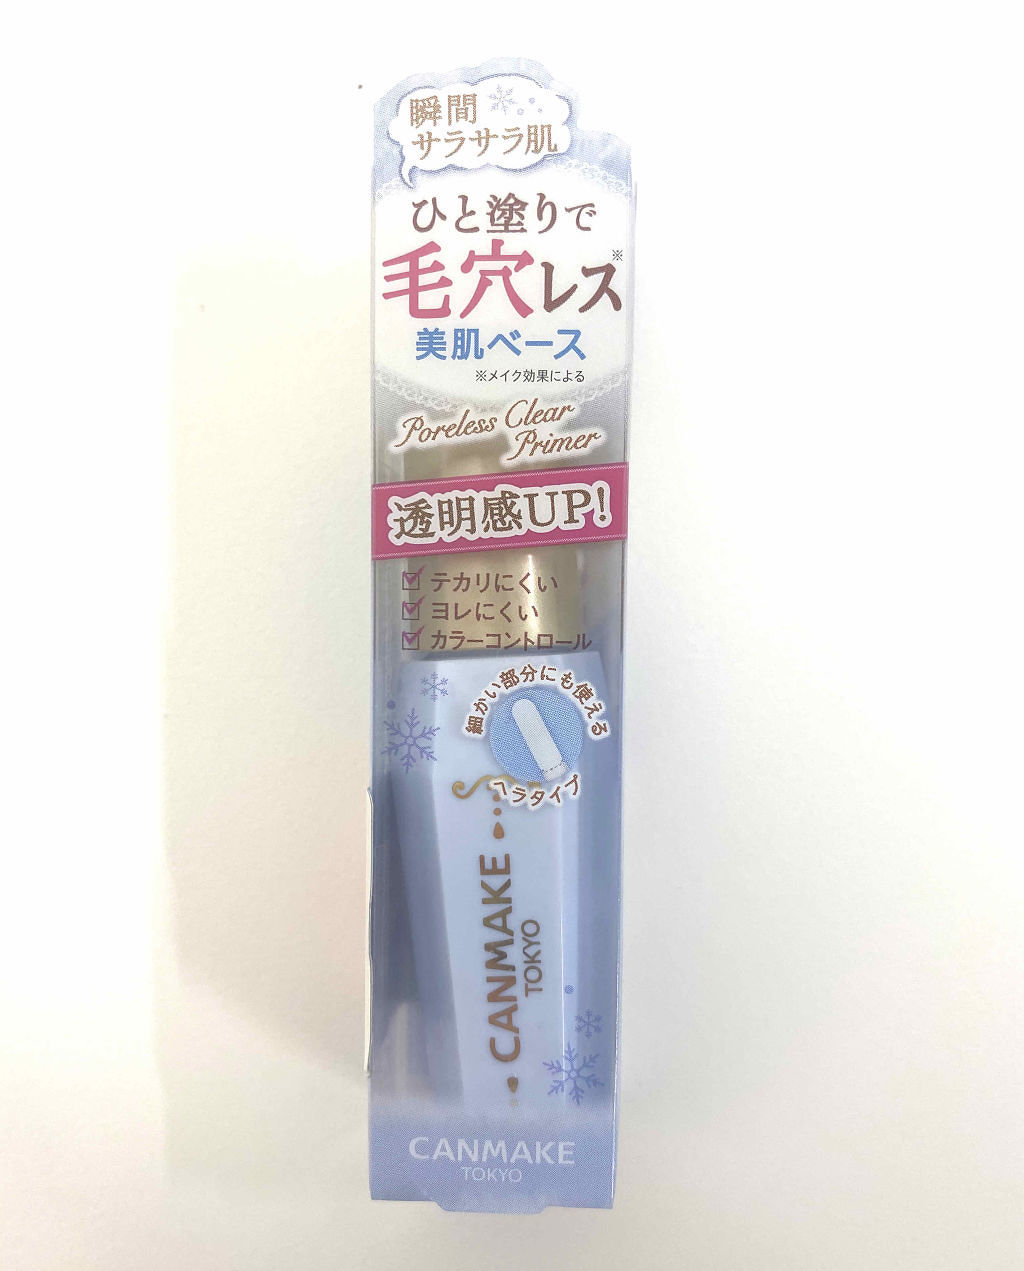 瞬間
サラサラ肌
ひと塗りで
毛穴レス※
美肌ベース
※メイク効果による
Poreless Clear
Primer
透明感UP!
テカリにくい
ヨレにくい
カラーコントロール
細かい部分にも使える
ヘラタイプ
CANMAKE
TOKYO
CANMAKE
TOKYO